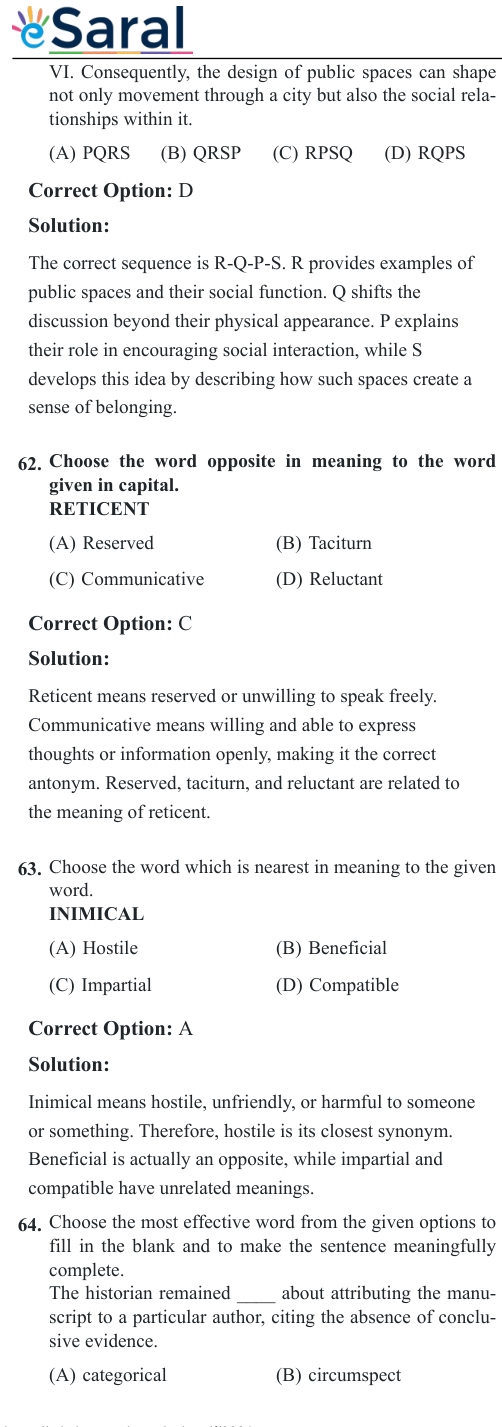 eSaral
VI. Consequently, the design of public spaces can shape
not only movement through a city but also the social rela-
tionships within it.
(A) PQRS (B) QRSP (C) RPSQ (D) RQPS
Correct Option: D
Solution:
The correct sequence is R-Q-P-S. R provides examples of
public spaces and their social function. Q shifts the
discussion beyond their physical appearance. P explains
their role in encouraging social interaction, while S
develops this idea by describing how such spaces create a
sense of belonging.
62. Choose the word opposite in meaning to the word
given in capital.
RETICENT
(A) Reserved (B) Taciturn
(C) Communicative (D) Reluctant
Correct Option: C
Solution:
Reticent means reserved or unwilling to speak freely.
Communicative means willing and able to express
thoughts or information openly, making it the correct
antonym. Reserved, taciturn, and reluctant are related to
the meaning of reticent.
63. Choose the word which is nearest in meaning to the given
word.
INIMICAL
(A) Hostile (B) Beneficial
(C) Impartial (D) Compatible
Correct Option: A
Solution:
Inimical means hostile, unfriendly, or harmful to someone
or something. Therefore, hostile is its closest synonym.
Beneficial is actually an opposite, while impartial and
compatible have unrelated meanings.
64. Choose the most effective word from the given options to
fill in the blank and to make the sentence meaningfully
complete.
The historian remained ____ about attributing the manu-
script to a particular author, citing the absence of conclu-
sive evidence.
(A) categorical (B) circumspect